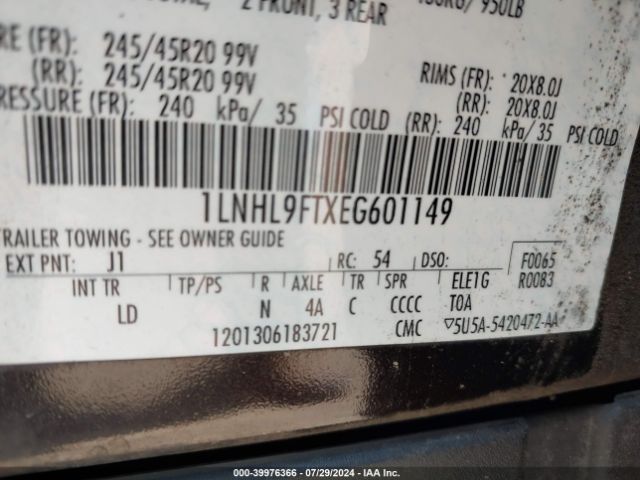 2 FRONT, 3 REAR
950LB
245/45R20 99V
RIMS (FR): 20X8.0J
(RR): 245/45R20 99V
(RR): 20X8.0J
PRESSURE (FR): 240 kPa/ 35 PSI COLD (RR): 240 kPa/ 35 PSI COLD
1LNHL9FTXEG601149
TRAILER TOWING - SEE OWNER GUIDE
EXT PNT: J1 RC: 54 DSO: F0065
R0083
INT TR TP/PS R AXLE TR SPR ELE1G
LD N 4A C CCCC T0A
1201306183721 CMC ▽5U5A-5420472-AA
000-39976366 - 07/29/2024 - IAA Inc.